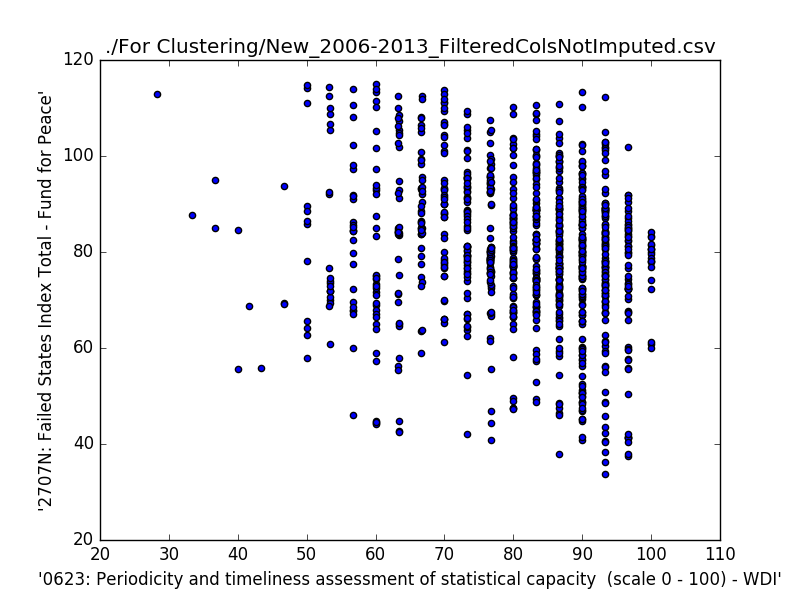 ./For Clustering/New_2006-2013_FilteredColsNotImputed.csv
'2707N: Failed States Index Total - Fund for Peace'
120
100
80
60
40
20
20 30 40 50 60 70 80 90 100 110
'0623: Periodicity and timeliness assessment of statistical capacity  (scale 0 - 100) - WDI'